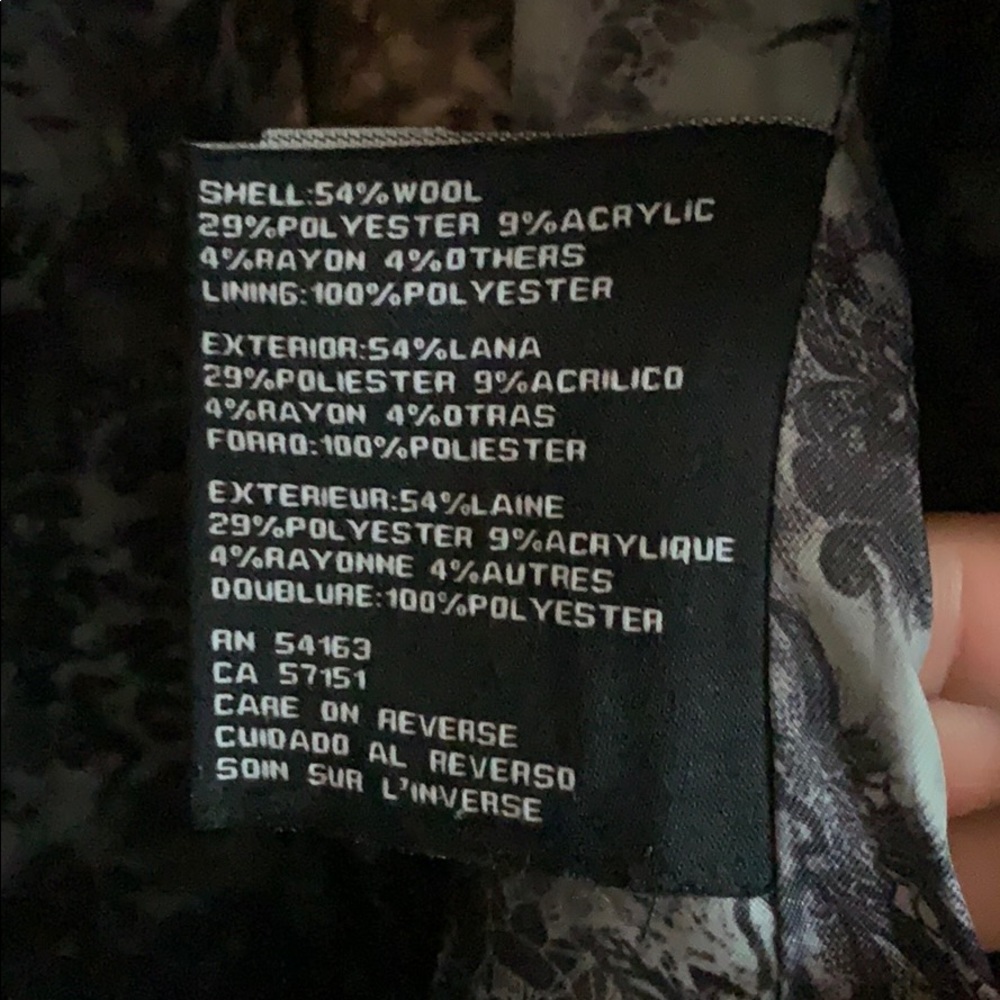 SHELL:54%WOOL
29%POLYESTER 9%ACRYLIC
4%RAYON 4%OTHERS
LINING:100%POLYESTER
EXTERIOR:54%LANA
29%POLIESTER 9%ACRILICO
4%RAYON 4%OTRAS
FORRO:100%POLIESTER
EXTERIEUR:54%LAINE
29%POLYESTER 9%ACRYLIQUE
4%RAYONNE 4%AUTRES
DOUBLURE:100%POLYESTER
RN 54163
CA 57151
CARE ON REVERSE
CUIDADO AL REVERSO
SOIN SUR L'INVERSE